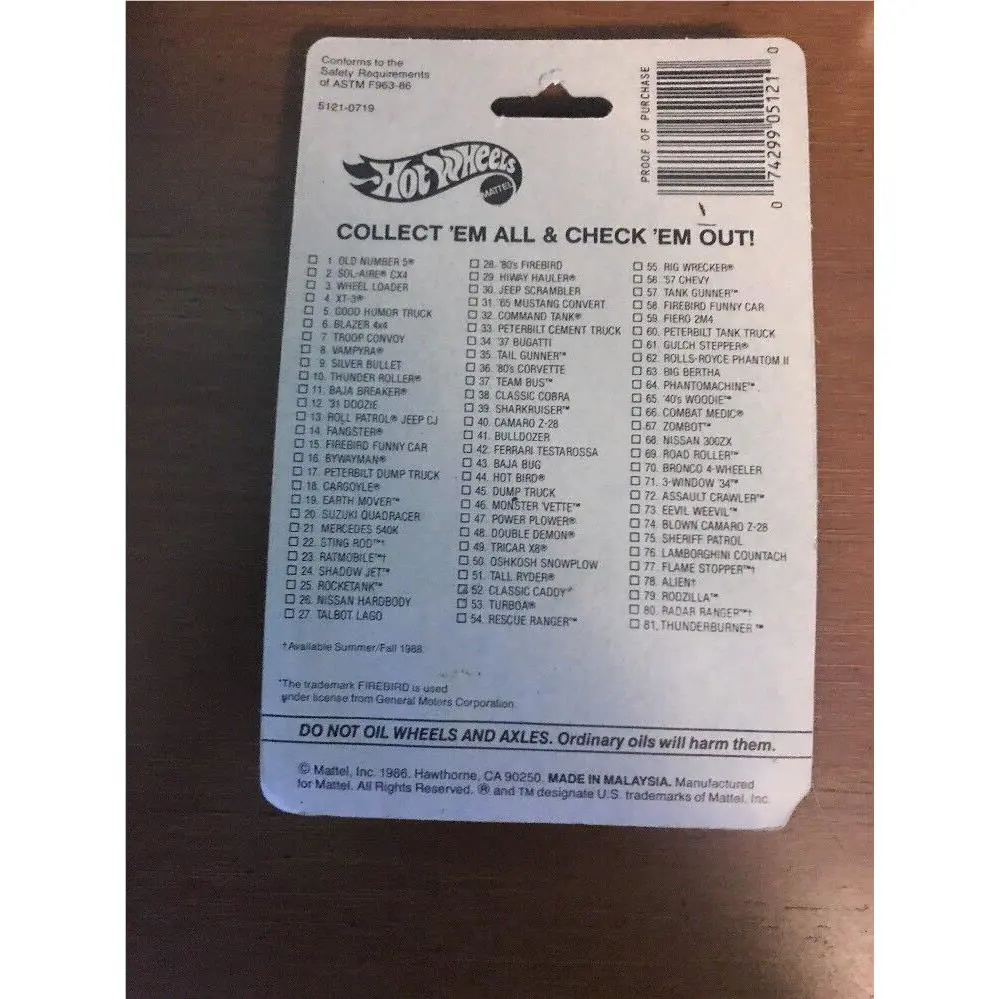 Conforms to the
Safety Requirements
of ASTM F963-86
5121-0719
PROOF OF PURCHASE
0 74299 05121 0
HOT WHEELS
MATTEL
COLLECT 'EM ALL & CHECK 'EM OUT!
1. OLD NUMBER 5®
2. SOL-AIRE® CX4
3. WHEEL LOADER
4. XT-3®
5. GOOD HUMOR TRUCK
6. BLAZER 4x4
7. TROOP CONVOY
8. VAMPYRA®
9. SILVER BULLET
10. THUNDER ROLLER®
11. BAJA BREAKER®
12. '31 DOOZIE
13. ROLL PATROL® JEEP CJ
14. FANGSTER®
15. FIREBIRD FUNNY CAR
16. BYWAYMAN®
17. PETERBILT DUMP TRUCK
18. CARGOYLE®
19. EARTH MOVER™
20. SUZUKI QUADRACER
21. MERCEDES 540K
22. STING ROD™†
23. RATMOBILE™†
24. SHADOW JET™
25. ROCKETANK™
26. NISSAN HARDBODY
27. TALBOT LAGO
28. '80's FIREBIRD
29. HIWAY HAULER®
30. JEEP SCRAMBLER
31. '65 MUSTANG CONVERT
32. COMMAND TANK®
33. PETERBILT CEMENT TRUCK
34. '37 BUGATTI
35. TAIL GUNNER™
36. '80's CORVETTE
37. TEAM BUS™
38. CLASSIC COBRA
39. SHARKRUISER™
40. CAMARO Z-28
41. BULLDOZER
42. FERRARI TESTAROSSA
43. BAJA BUG
44. HOT BIRD®
45. DUMP TRUCK
46. MONSTER 'VETTE™
47. POWER PLOWER®
48. DOUBLE DEMON®
49. TRICAR X8®
50. OSHKOSH SNOWPLOW
51. TALL RYDER®
52. CLASSIC CADDY
53. TURBOA®
54. RESCUE RANGER™
55. RIG WRECKER®
56. '57 CHEVY
57. TANK GUNNER™
58. FIREBIRD FUNNY CAR
59. FIERO 2M4
60. PETERBILT TANK TRUCK
61. GULCH STEPPER®
62. ROLLS-ROYCE PHANTOM II
63. BIG BERTHA
64. PHANTOMACHINE™
65. '40's WOODIE™
66. COMBAT MEDIC®
67. ZOMBOT™
68. NISSAN 300ZX
69. ROAD ROLLER™
70. BRONCO 4-WHEELER
71. 3-WINDOW '34™
72. ASSAULT CRAWLER™
73. EEVIL WEEVIL™
74. BLOWN CAMARO Z-28
75. SHERIFF PATROL
76. LAMBORGHINI COUNTACH
77. FLAME STOPPER™†
78. ALIEN†
79. RODZILLA™
80. RADAR RANGER™†
81. THUNDERBURNER™
†Available Summer/Fall 1988.
*The trademark FIREBIRD is used
under license from General Motors Corporation.
DO NOT OIL WHEELS AND AXLES. Ordinary oils will harm them.
© Mattel, Inc. 1986. Hawthorne, CA 90250. MADE IN MALAYSIA. Manufactured
for Mattel. All Rights Reserved. ® and TM designate U.S. trademarks of Mattel, Inc.